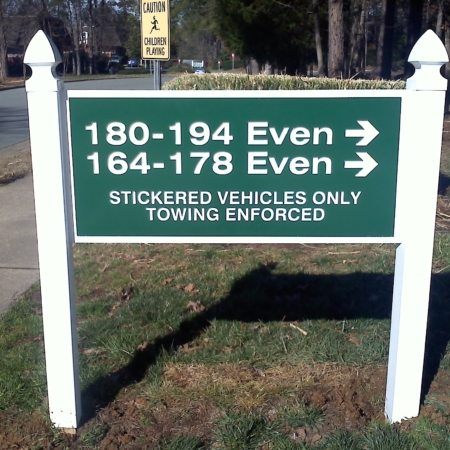 CAUTION
CHILDREN
PLAYING
180-194 Even →
164-178 Even →
STICKERED VEHICLES ONLY
TOWING ENFORCED